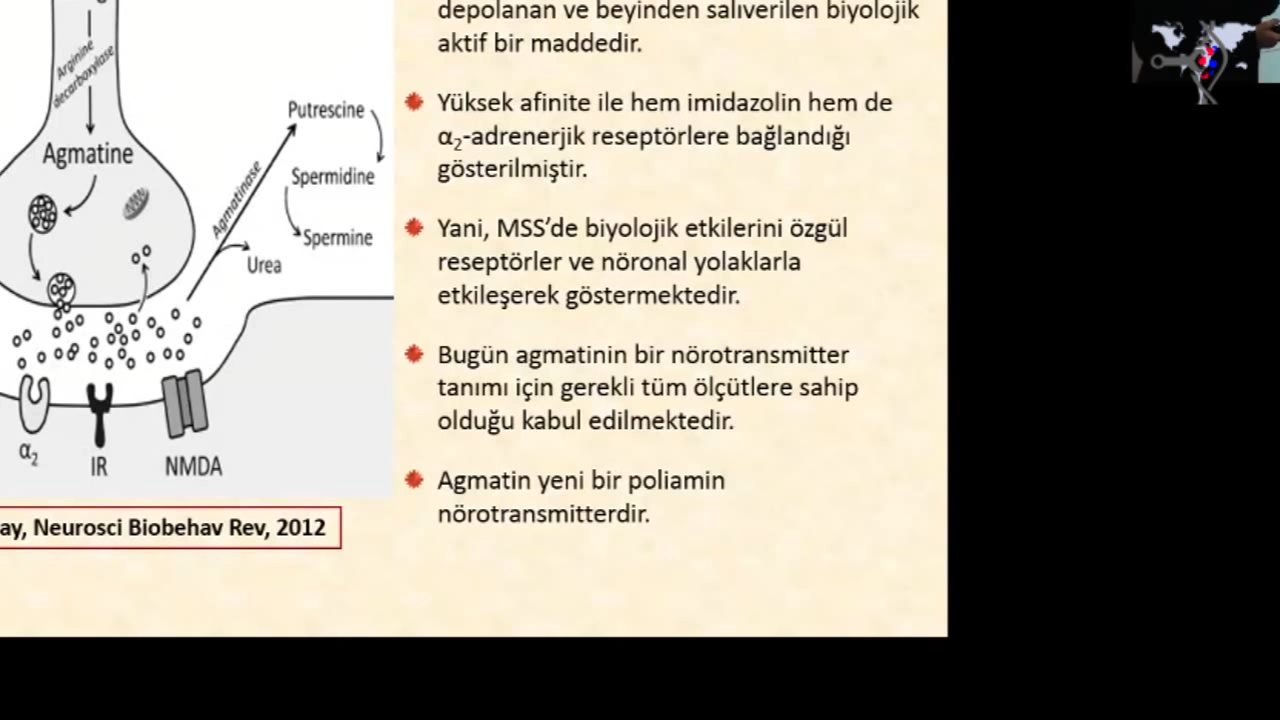 Arginine
decarboxylase
Agmatine
Putrescine
Spermidine
Spermine
Agmatinase
Urea
α₂
IR
NMDA
ay, Neurosci Biobehav Rev, 2012
depolanan ve beyinden salıverilen biyolojik
aktif bir maddedir.
Yüksek afinite ile hem imidazolin hem de
α₂-adrenerjik reseptörlere bağlandığı
gösterilmiştir.
Yani, MSS’de biyolojik etkilerini özgül
reseptörler ve nöronal yolaklarla
etkileşerek göstermektedir.
Bugün agmatinin bir nörotransmitter
tanımı için gerekli tüm ölçütlere sahip
olduğu kabul edilmektedir.
Agmatin yeni bir poliamin
nörotransmitterdir.